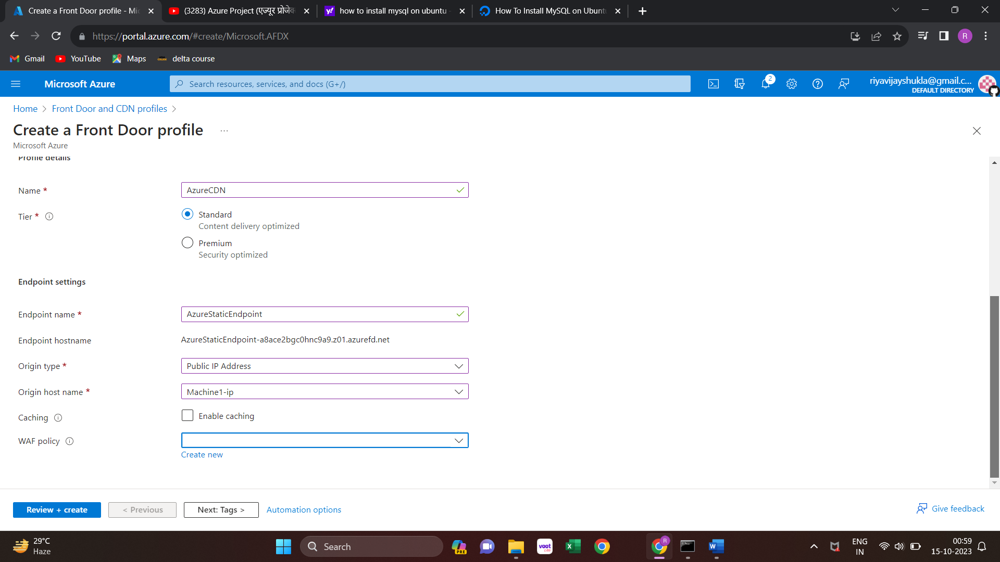 Create a Front Door profile - Mi
(3283) Azure Project (एज्यूर प्रोजेक
how to install mysql on ubuntu -
How To Install MySQL on Ubunt
https://portal.azure.com/#create/Microsoft.AFDX
R
Gmail
YouTube
Maps
delta course
Microsoft Azure
Search resources, services, and docs (G+/)
2
riyavijayshukla@gmail.c...
DEFAULT DIRECTORY
Home > Front Door and CDN profiles >
Create a Front Door profile ...
Microsoft Azure
Profile details
Name *
AzureCDN
Tier *
Standard
Content delivery optimized
Premium
Security optimized
Endpoint settings
Endpoint name *
AzureStaticEndpoint
Endpoint hostname
AzureStaticEndpoint-a8ace2bgc0hnc9a9.z01.azurefd.net
Origin type *
Public IP Address
Origin host name *
Machine1-ip
Caching
Enable caching
WAF policy
Create new
Review + create
< Previous
Next: Tags >
Automation options
Give feedback
29°C
Haze
Search
PRE
voot
Lite
R
ENG
IN
00:59
15-10-2023